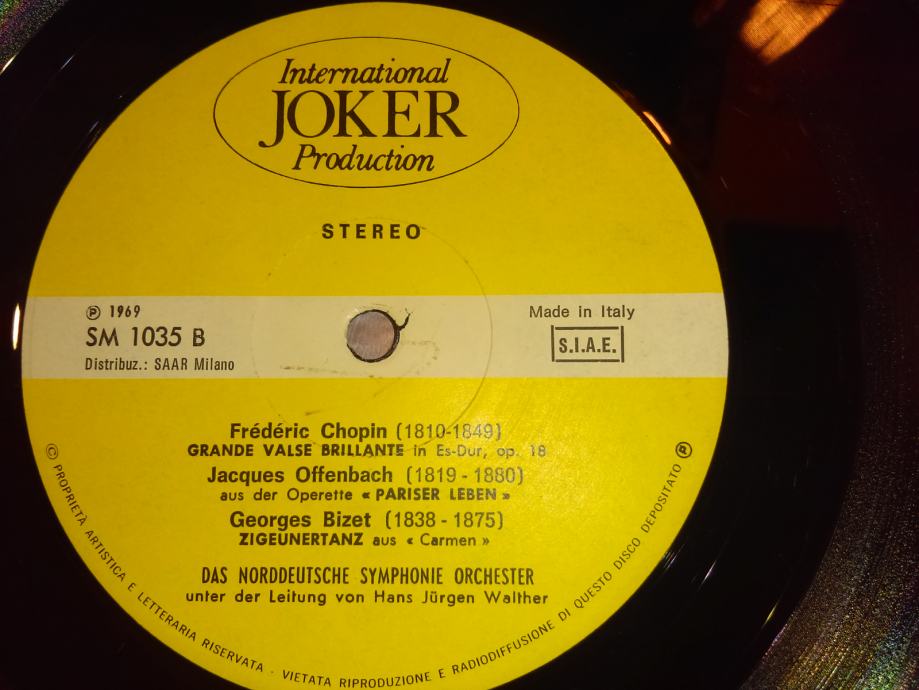 International
JOKER
Production
STEREO
℗ 1969
SM 1035 B
Distribuz.: SAAR Milano
Made in Italy
S.I.A.E.
Frédéric Chopin (1810-1849)
GRANDE VALSE BRILLANTE in Es-Dur, op. 18
Jacques Offenbach (1819 - 1880)
aus der Operette « PARISER LEBEN »
Georges Bizet (1838 - 1875)
ZIGEUNERTANZ aus « Carmen »
DAS NORDDEUTSCHE SYMPHONIE ORCHESTER
unter der Leitung von Hans Jürgen Walther
© PROPRIETÀ ARTISTICA E LETTERARIA RISERVATA - VIETATA RIPRODUZIONE E RADIODIFFUSIONE DI QUESTO DISCO DEPOSITATO ℗